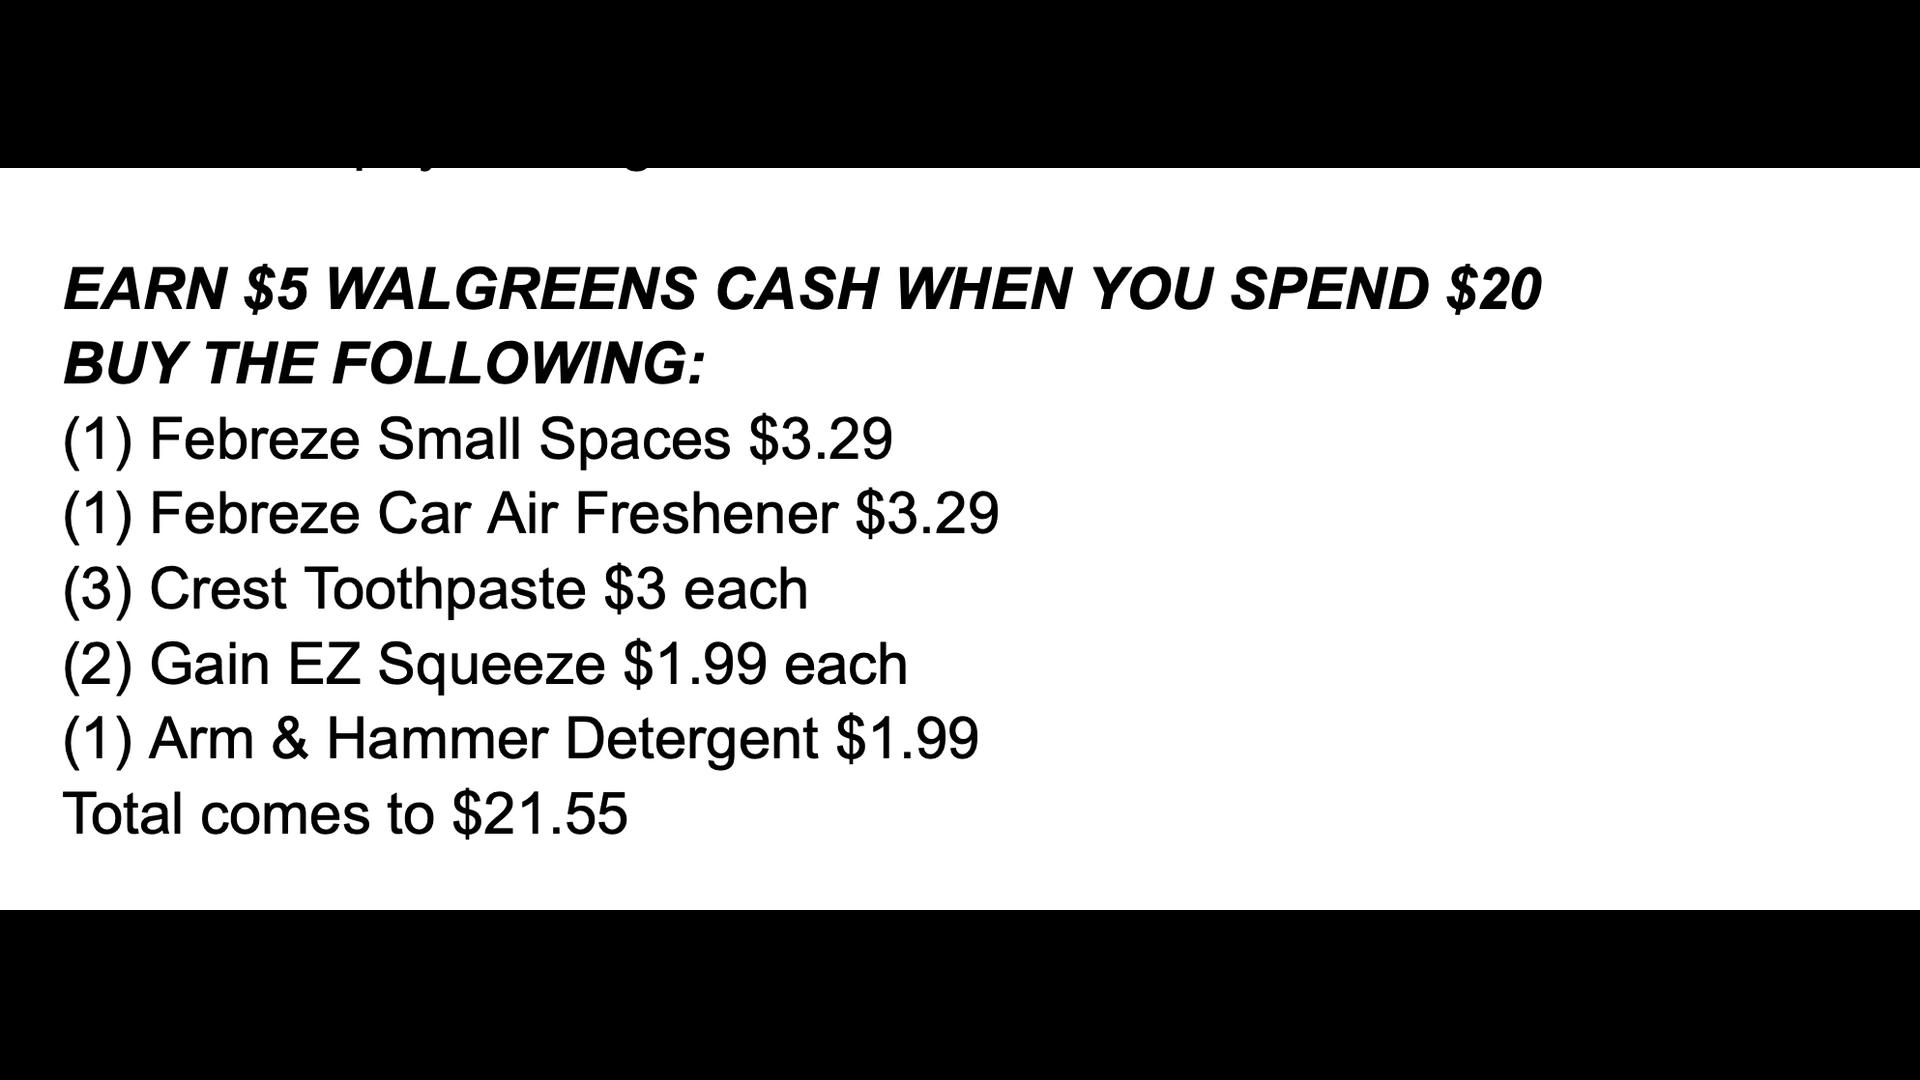 EARN $5 WALGREENS CASH WHEN YOU SPEND $20
BUY THE FOLLOWING:
(1) Febreze Small Spaces $3.29
(1) Febreze Car Air Freshener $3.29
(3) Crest Toothpaste $3 each
(2) Gain EZ Squeeze $1.99 each
(1) Arm & Hammer Detergent $1.99
Total comes to $21.55